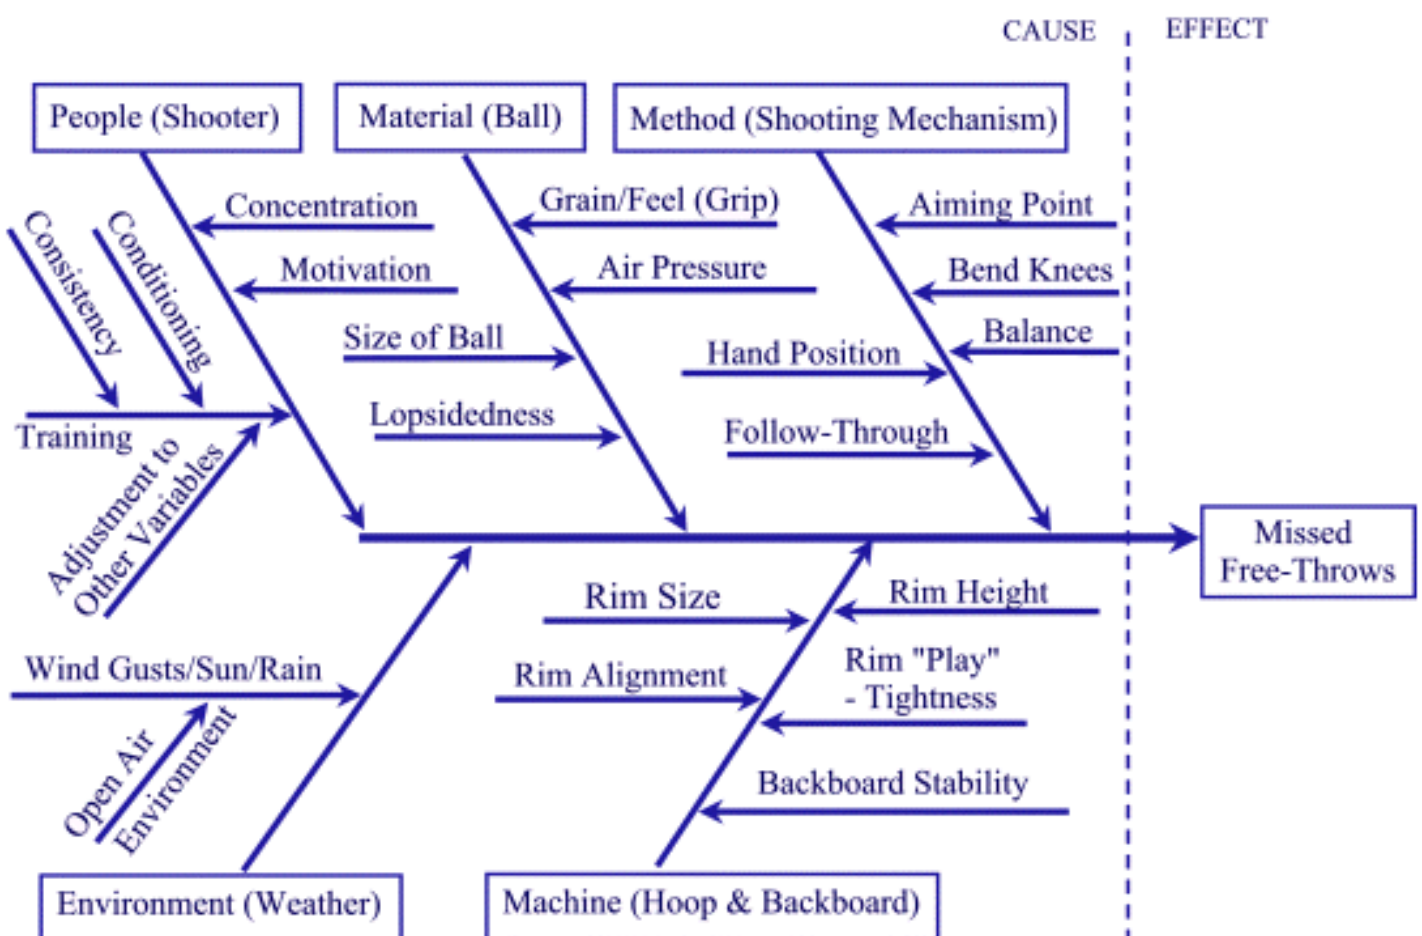 CAUSE
EFFECT
People (Shooter)
Material (Ball)
Method (Shooting Mechanism)
Concentration
Motivation
Consistency
Conditioning
Training
Adjustment to
Other Variables
Grain/Feel (Grip)
Air Pressure
Size of Ball
Lopsidedness
Aiming Point
Bend Knees
Balance
Hand Position
Follow-Through
Missed
Free-Throws
Wind Gusts/Sun/Rain
Open Air
Environment
Rim Size
Rim Height
Rim Alignment
Rim "Play"
- Tightness
Backboard Stability
Environment (Weather)
Machine (Hoop & Backboard)